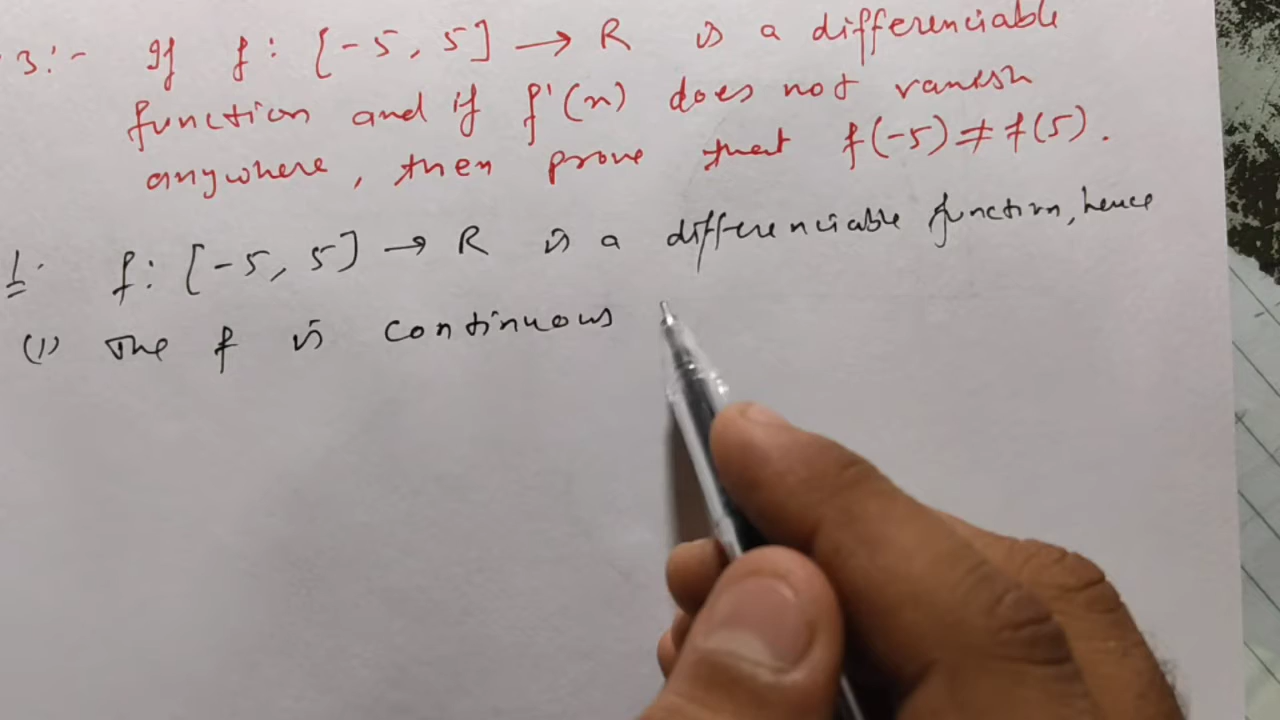 3:- If f: [-5, 5] → R is a differenciable
function and if f'(x) does not vanish
anywhere, then prove that f(-5) ≠ f(5).
f: [-5, 5] → R is a differenciable function, hence
(1) The f is continuous